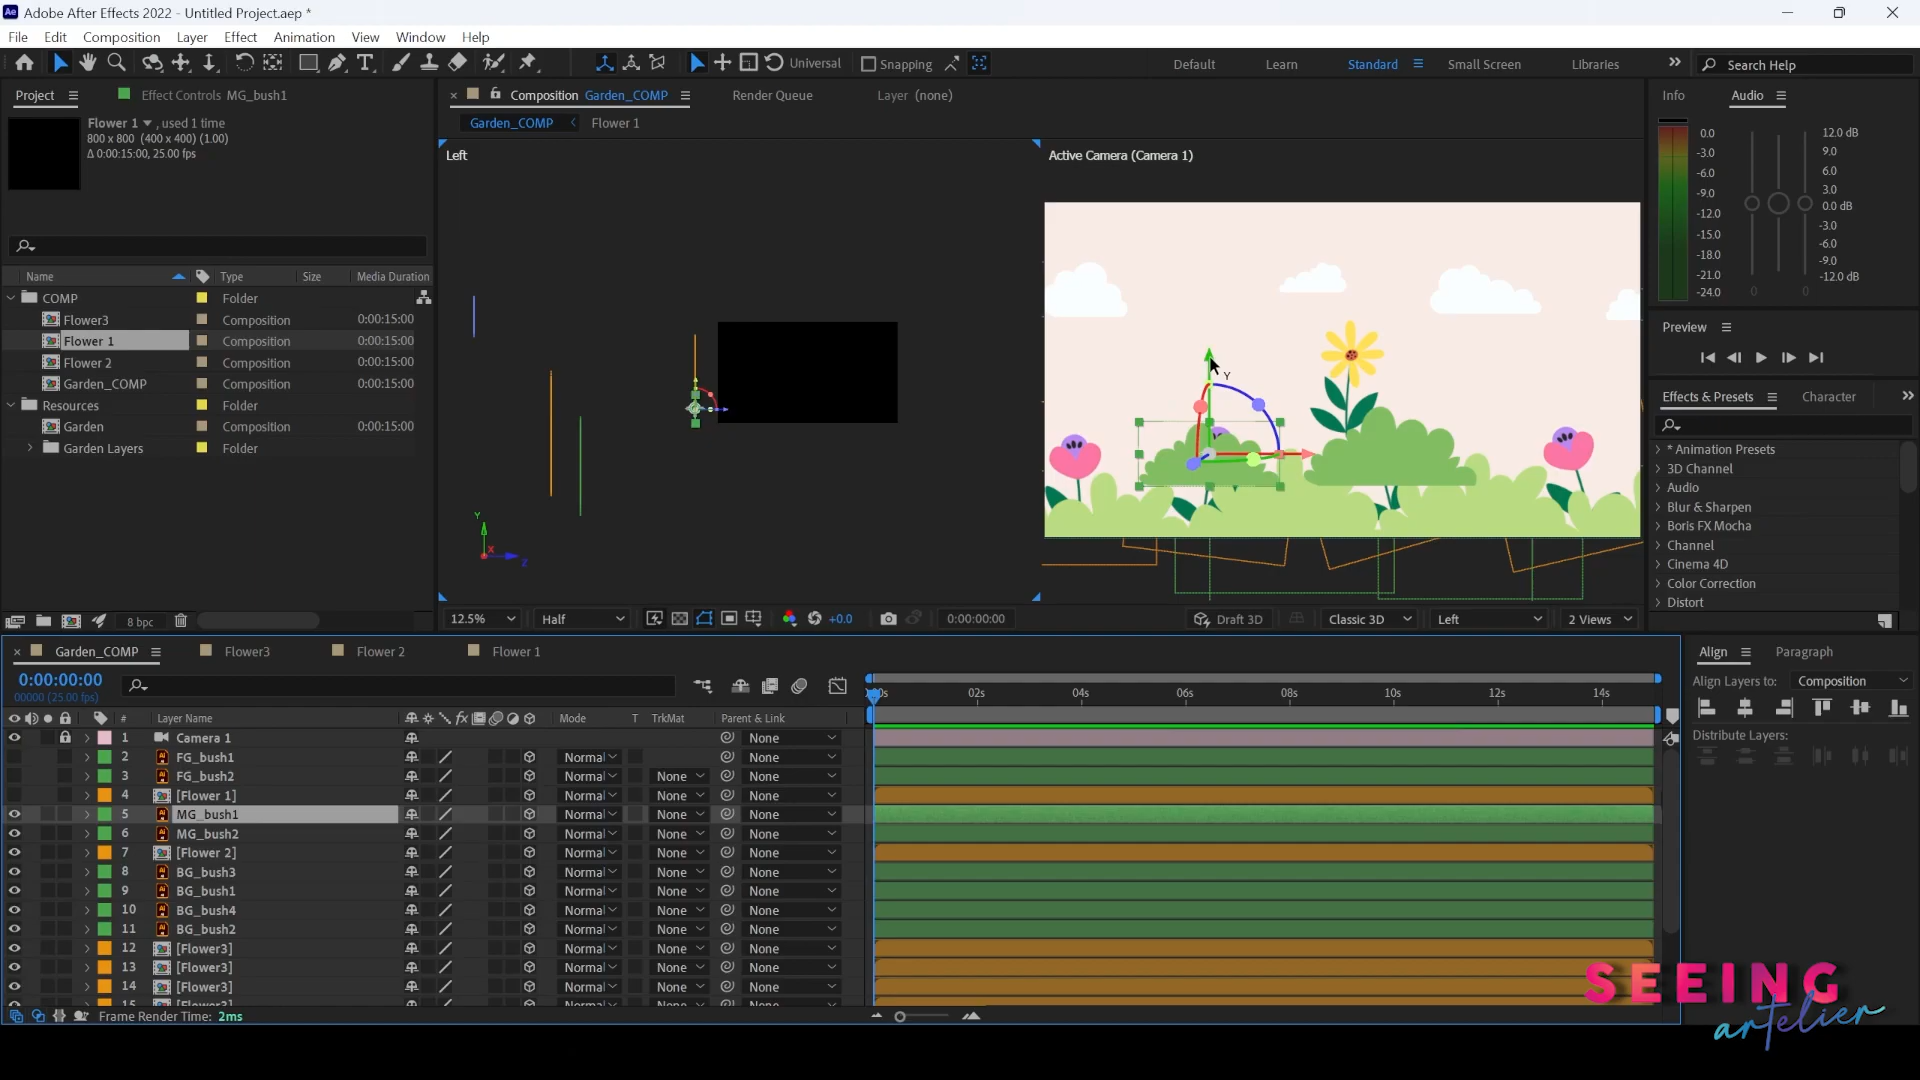 Adobe After Effects 2022 - Untitled Project.aep *
File Edit Composition Layer Effect Animation View Window Help
Universal Snapping Default Learn Standard Small Screen Libraries Search Help
Project Effect Controls MG_bush1
Flower 1 , used 1 time
800 x 800 (400 x 400) (1.00)
Δ 0:00:15:00, 25.00 fps
Name Type Size Media Duration
COMP Folder
Flower3 Composition 0:00:15:00
Flower 1 Composition 0:00:15:00
Flower 2 Composition 0:00:15:00
Garden_COMP Composition 0:00:15:00
Resources Folder
Garden Composition 0:00:15:00
Garden Layers Folder
8 bpc
Composition Garden_COMP Render Queue Layer (none)
Garden_COMP Flower 1
Left
Active Camera (Camera 1)
Y
Y
X
Z
12.5% Half +0.0 0:00:00:00 Draft 3D Classic 3D Left 2 Views
Info Audio
0.0
-3.0
-6.0
-9.0
-12.0
-15.0
-18.0
-21.0
-24.0
0 0
12.0 dB
9.0
6.0
3.0
0.0 dB
-3.0
-6.0
-9.0
-12.0 dB
Preview
Effects & Presets Character
* Animation Presets
3D Channel
Audio
Blur & Sharpen
Boris FX Mocha
Channel
Cinema 4D
Color Correction
Distort
Garden_COMP Flower3 Flower 2 Flower 1
0:00:00:00
00000 (25.00 fps)
02s 04s 06s 08s 10s 12s 14s
# Layer Name Mode T TrkMat Parent & Link
1 Camera 1 None
2 FG_bush1 Normal None
3 FG_bush2 Normal None None
4 [Flower 1] Normal None None
5 MG_bush1 Normal None None
6 MG_bush2 Normal None None
7 [Flower 2] Normal None None
8 BG_bush3 Normal None None
9 BG_bush1 Normal None None
10 BG_bush4 Normal None None
11 BG_bush2 Normal None None
12 [Flower3] Normal None None
13 [Flower3] Normal None None
14 [Flower3] Normal None None
Frame Render Time: 2ms
Align Paragraph
Align Layers to: Composition
Distribute Layers:
SEEING
artelier